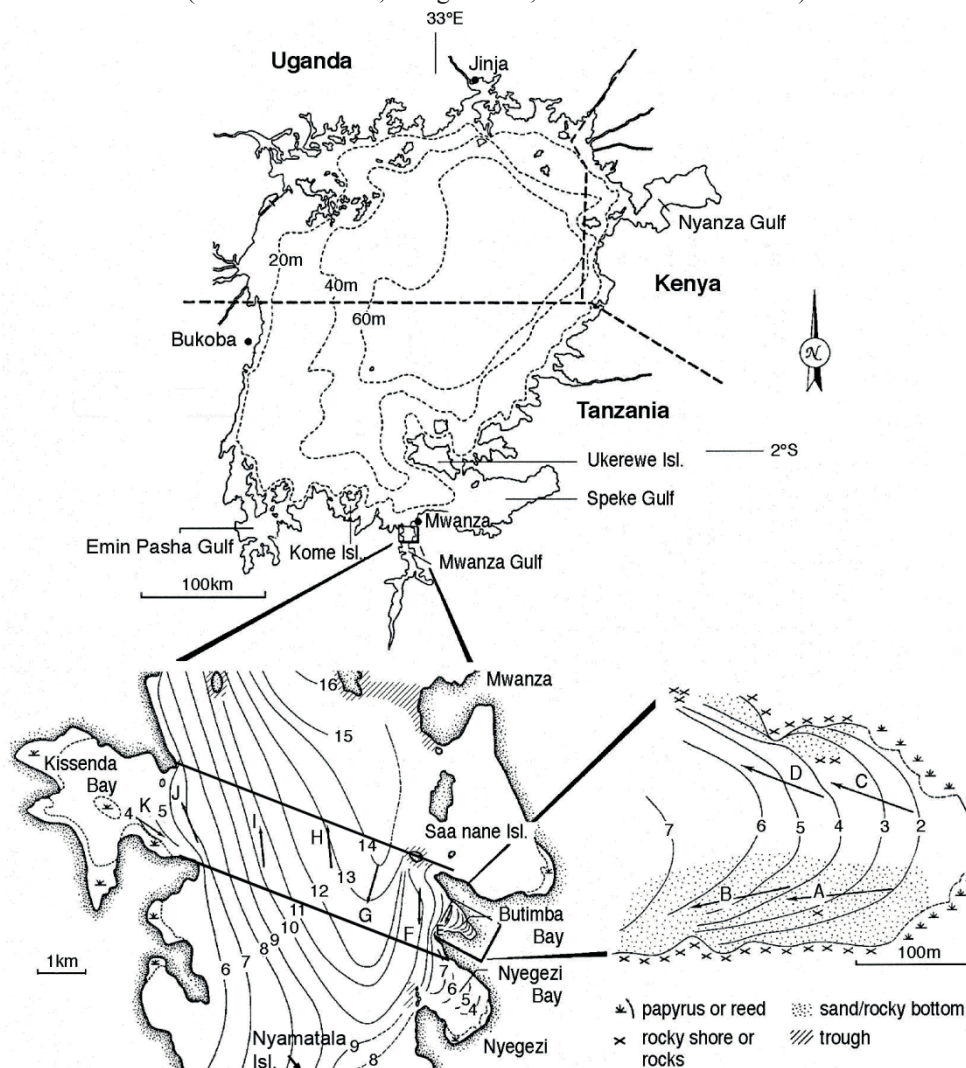 33°E
Uganda
Jinja
Nyanza Gulf
20m
Kenya
40m
60m
Bukoba
N
Tanzania
2°S
Ukerewe Isl.
Speke Gulf
Mwanza
Emin Pasha Gulf
Kome Isl.
Mwanza Gulf
100km
16
Mwanza
15
Kissenda
Bay
K
J
4
5
I
H
14
Saa nane Isl.
13
12
G
11
10
9
8
7
6
F
Butimba
Bay
1km
Nyegezi
Bay
7
6
5
4
Nyamatala
Isl.
9
8
Nyegezi
D
C
7
6
5
4
3
2
B
A
100m
papyrus or reed
sand/rocky bottom
rocky shore or
rocks
trough